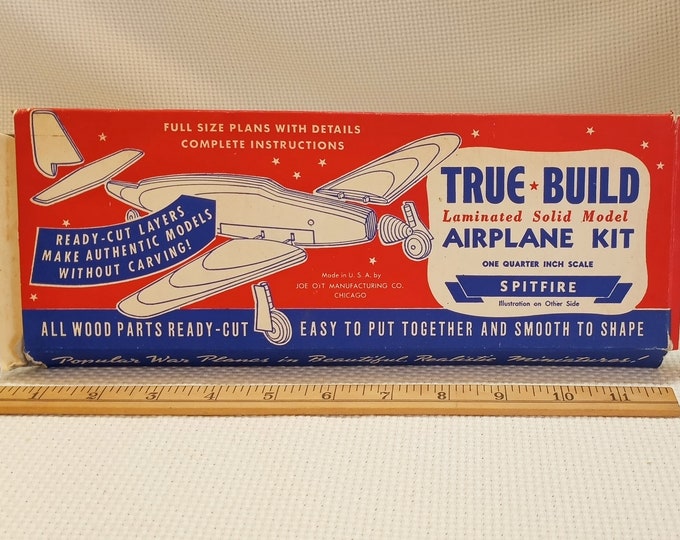 FULL SIZE PLANS WITH DETAILS
COMPLETE INSTRUCTIONS
READY-CUT LAYERS
MAKE AUTHENTIC MODELS
WITHOUT CARVING!
TRUE★BUILD
Laminated Solid Model
AIRPLANE KIT
ONE QUARTER INCH SCALE
SPITFIRE
Illustration on Other Side
Made in U. S. A. by
JOE OTT MANUFACTURING CO.
CHICAGO
ALL WOOD PARTS READY-CUT EASY TO PUT TOGETHER AND SMOOTH TO SHAPE
Popular War Planes in Beautiful, Realistic Miniatures!
1 2 3 4 5 6 7 8 9 10 11